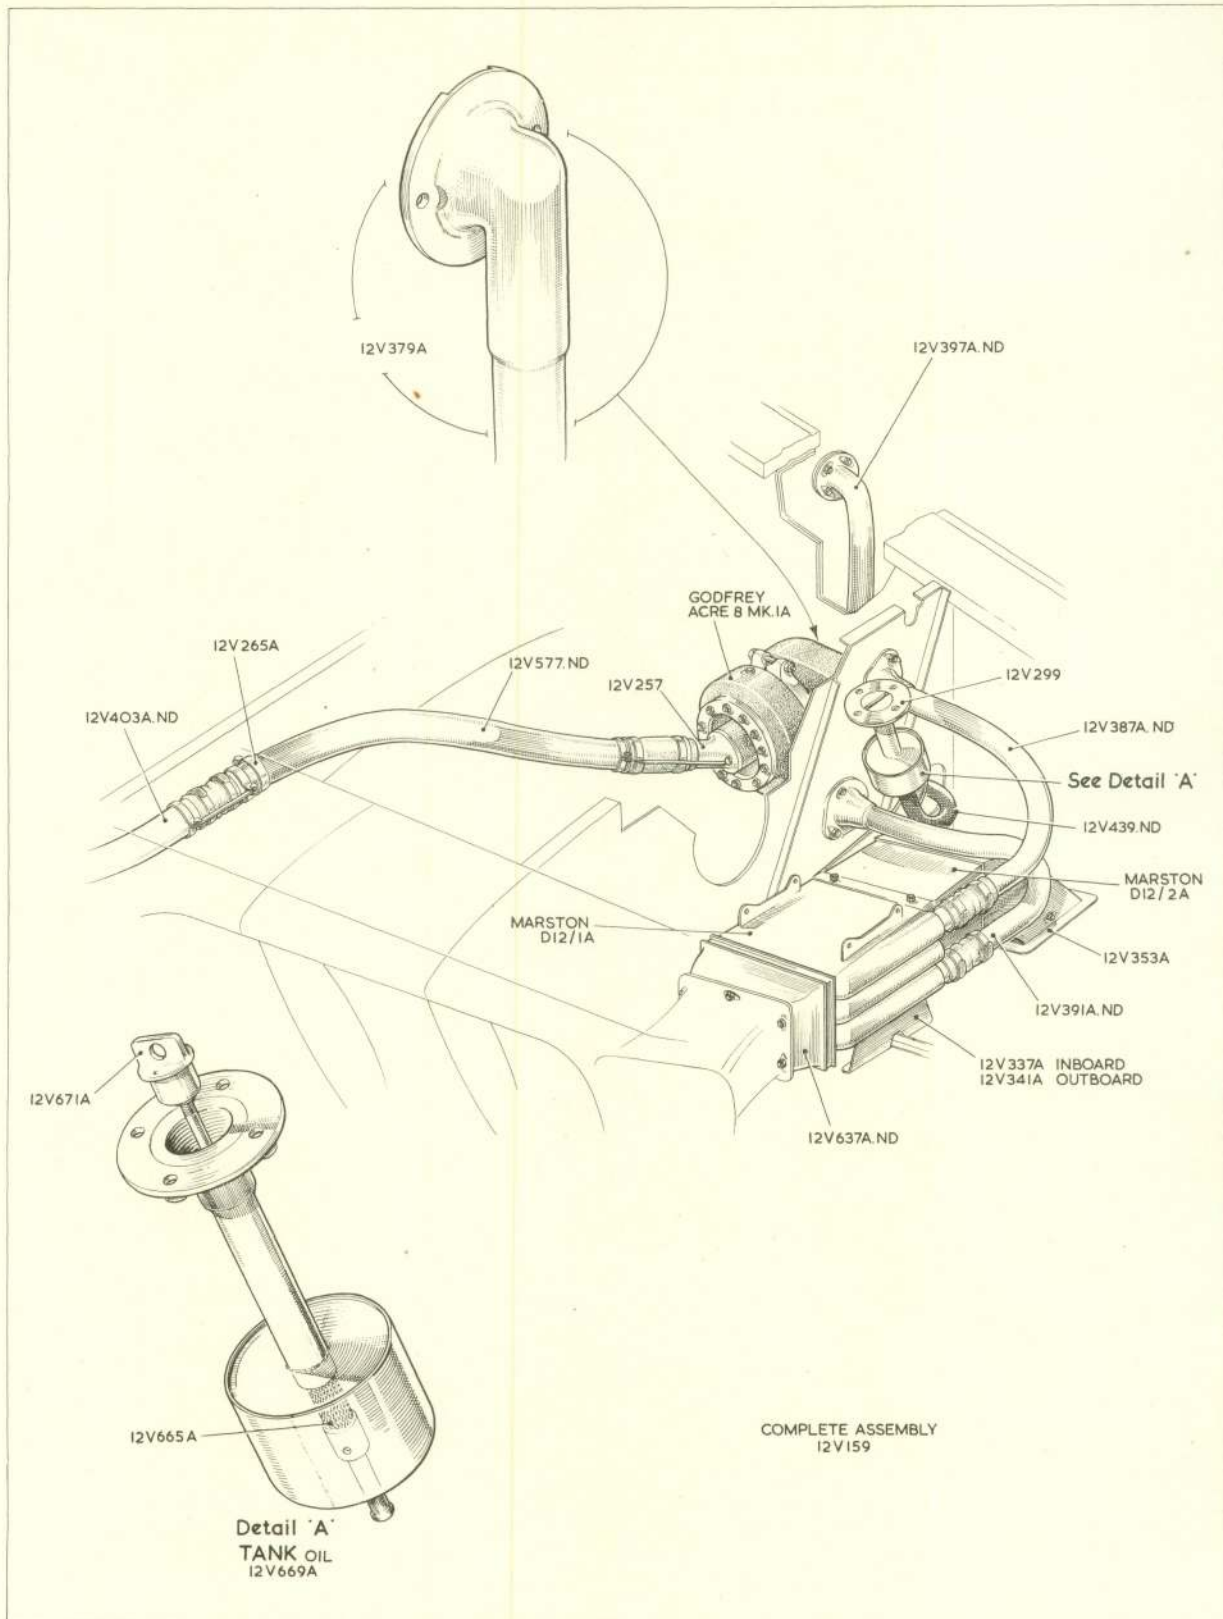 12V379A
12V397A.ND
GODFREY
ACRE 8 MK.IA
12V265A
12V577.ND
12V257
12V299
12V403A.ND
12V387A.ND
See Detail 'A'
12V439.ND
MARSTON
D12/2A
MARSTON
D12/1A
12V353A
12V391A.ND
12V337A INBOARD
12V341A OUTBOARD
12V671A
12V637A.ND
12V665A
COMPLETE ASSEMBLY
12V159
Detail 'A'
TANK OIL
12V669A